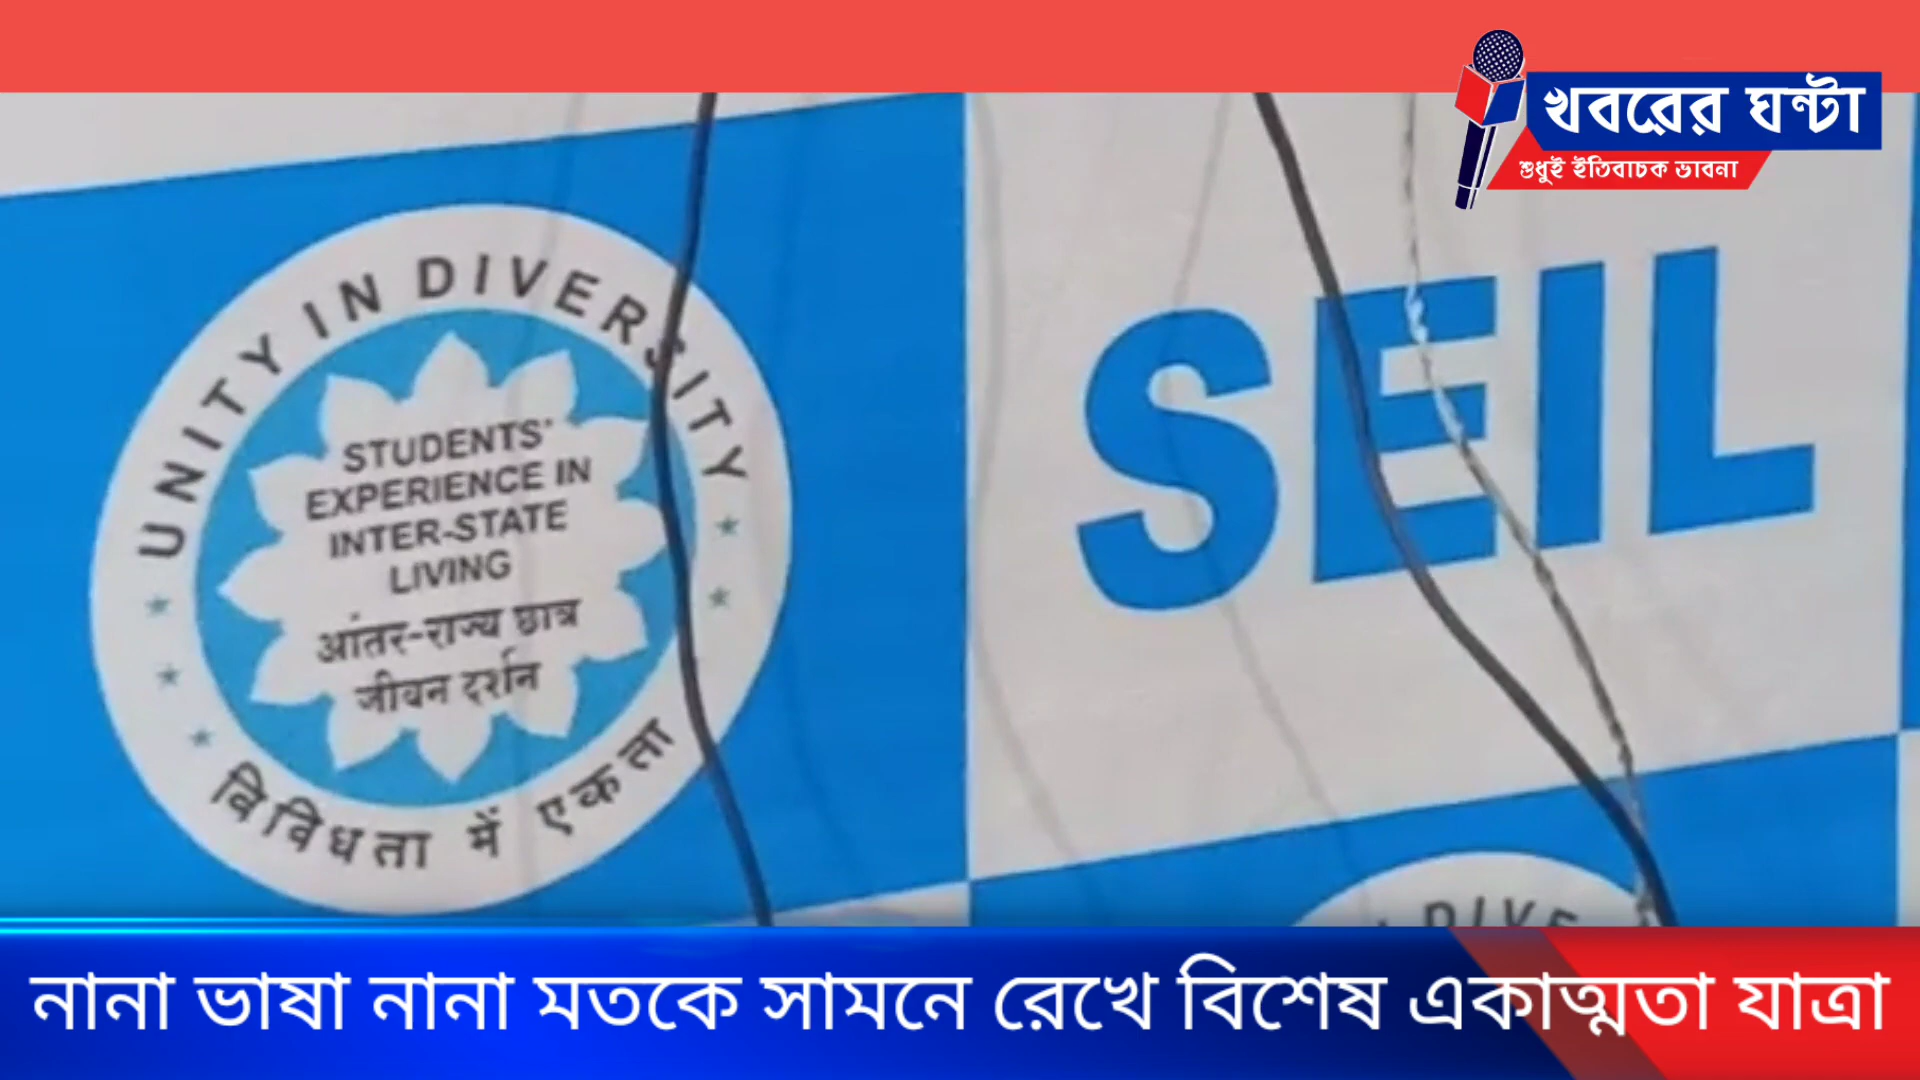 খবরের ঘন্টা
শুধুই ইতিবাচক ভাবনা
UNITY IN DIVERSITY
STUDENTS'
EXPERIENCE IN
INTER-STATE
LIVING
आंतर-राज्य छात्र
जीवन दर्शन
विविधता में एकता
SEIL
নানা ভাষা নানা মতকে সামনে রেখে বিশেষ একাত্মতা যাত্রা